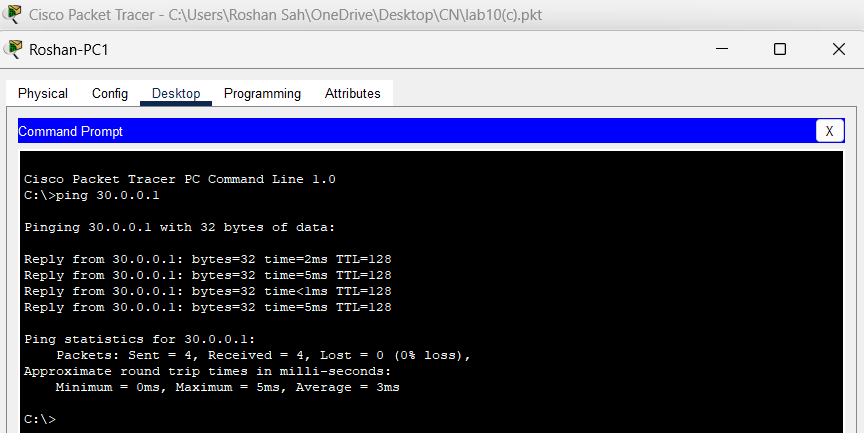 Cisco Packet Tracer - C:\Users\Roshan Sah\OneDrive\Desktop\CN\lab10(c).pkt
Roshan-PC1
Physical Config Desktop Programming Attributes
Command Prompt X
Cisco Packet Tracer PC Command Line 1.0
C:\>ping 30.0.0.1
Pinging 30.0.0.1 with 32 bytes of data:
Reply from 30.0.0.1: bytes=32 time=2ms TTL=128
Reply from 30.0.0.1: bytes=32 time=5ms TTL=128
Reply from 30.0.0.1: bytes=32 time<1ms TTL=128
Reply from 30.0.0.1: bytes=32 time=5ms TTL=128
Ping statistics for 30.0.0.1:
    Packets: Sent = 4, Received = 4, Lost = 0 (0% loss),
Approximate round trip times in milli-seconds:
    Minimum = 0ms, Maximum = 5ms, Average = 3ms
C:\>